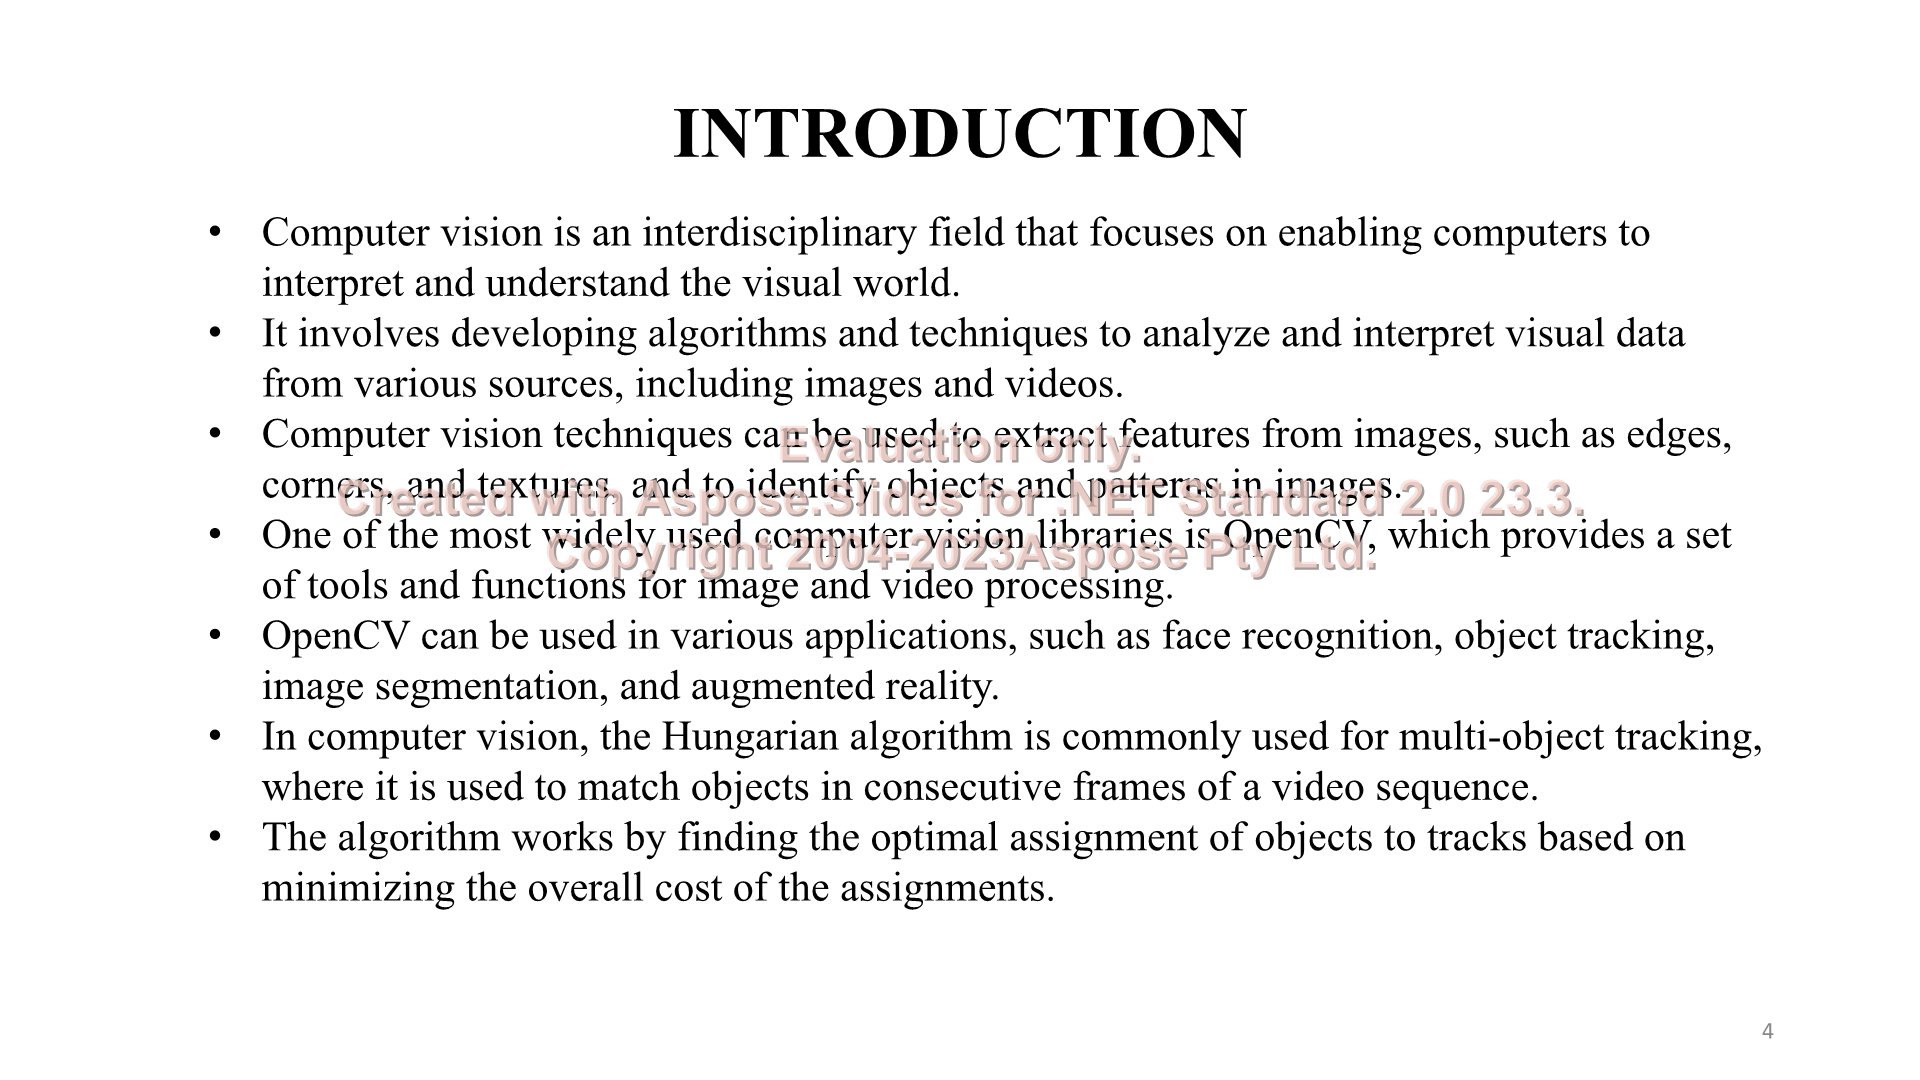 INTRODUCTION
• Computer vision is an interdisciplinary field that focuses on enabling computers to
interpret and understand the visual world.
• It involves developing algorithms and techniques to analyze and interpret visual data
from various sources, including images and videos.
• Computer vision techniques can be used to extract features from images, such as edges,
corners, and textures, and to identify objects and patterns in images.
• One of the most widely used computer vision libraries is OpenCV, which provides a set
of tools and functions for image and video processing.
• OpenCV can be used in various applications, such as face recognition, object tracking,
image segmentation, and augmented reality.
• In computer vision, the Hungarian algorithm is commonly used for multi-object tracking,
where it is used to match objects in consecutive frames of a video sequence.
• The algorithm works by finding the optimal assignment of objects to tracks based on
minimizing the overall cost of the assignments.
Evaluation only.
Created with Aspose.Slides for .NET Standard 2.0 23.3.
Copyright 2004-2023Aspose Pty Ltd.
4